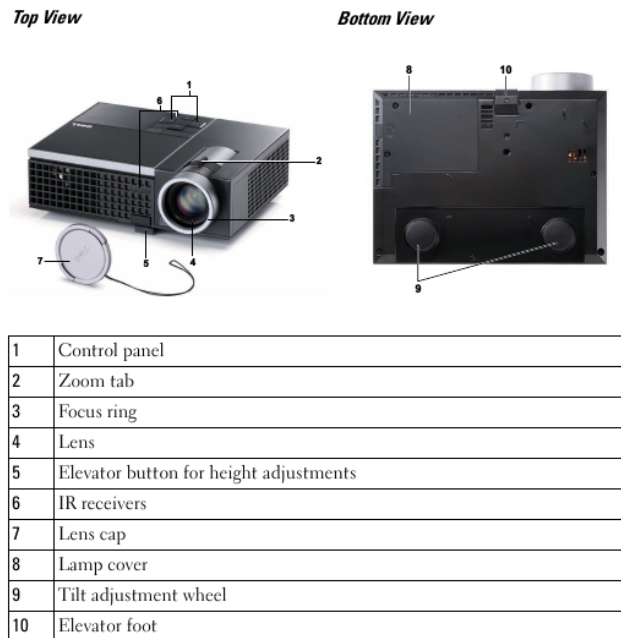 Top View
Bottom View
1
6
2
3
4
5
7
8
10
9
1 Control panel
2 Zoom tab
3 Focus ring
4 Lens
5 Elevator button for height adjustments
6 IR receivers
7 Lens cap
8 Lamp cover
9 Tilt adjustment wheel
10 Elevator foot